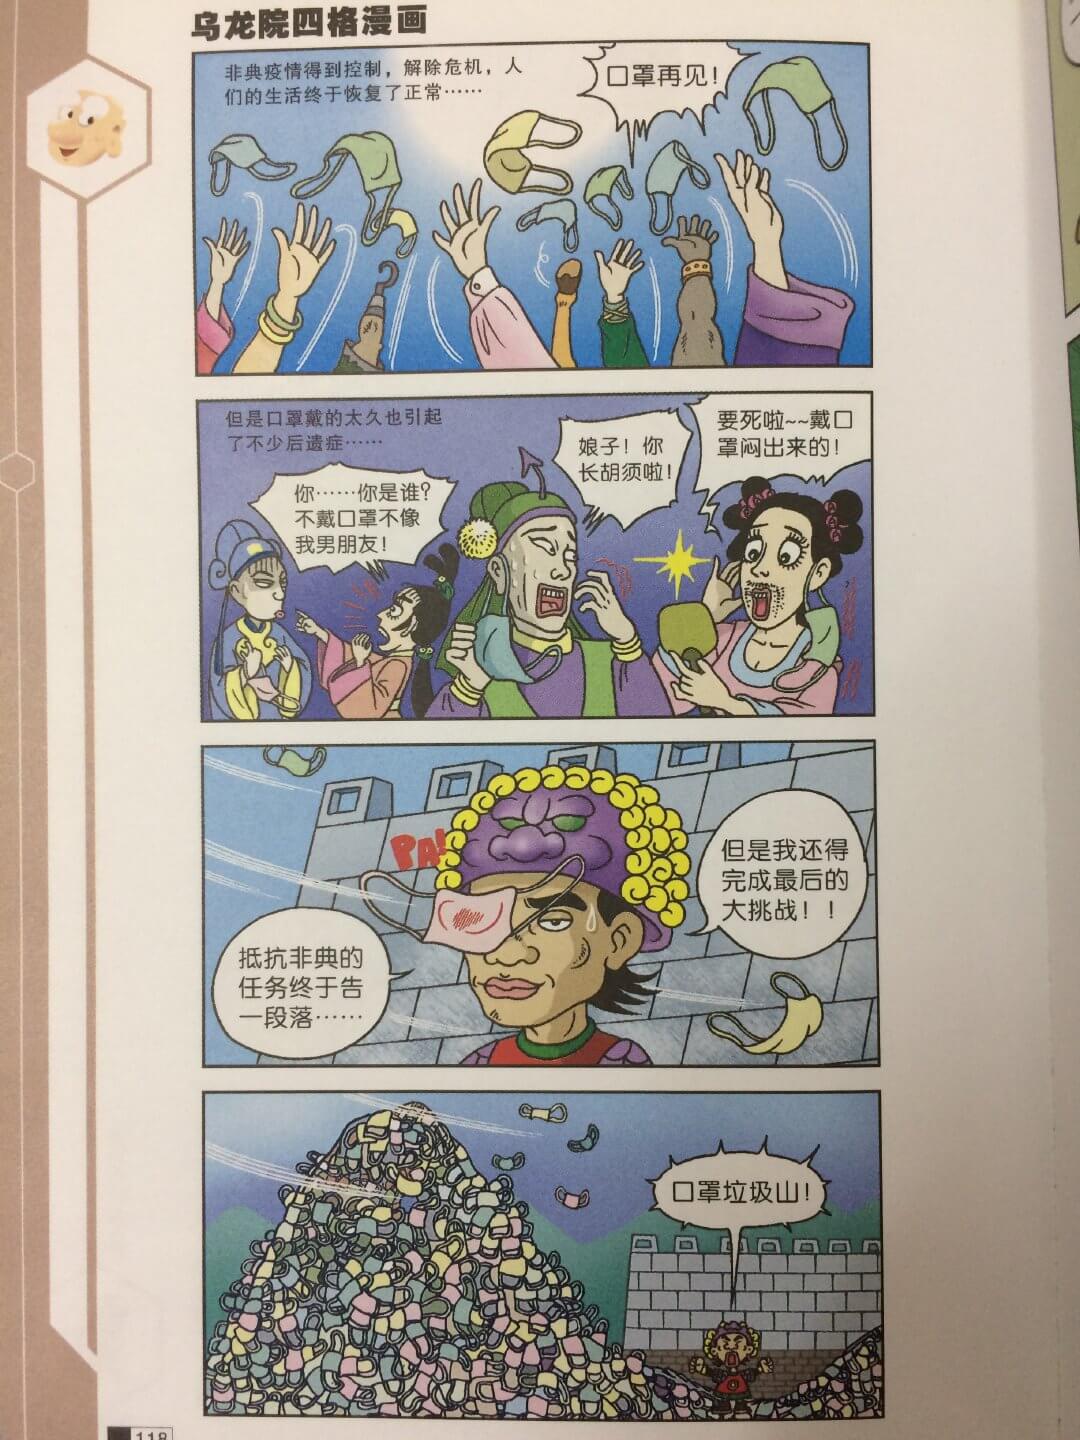 乌龙院四格漫画
非典疫情得到控制，解除危机，人
们的生活终于恢复了正常……
口罩再见！
但是口罩戴的太久也引起
了不少后遗症……
你……你是谁？
不戴口罩不像
我男朋友！
娘子！你
长胡须啦！
要死啦~~戴口
罩闷出来的！
PA!
抵抗非典的
任务终于告
一段落……
但是我还得
完成最后的
大挑战！！
口罩垃圾山！
118